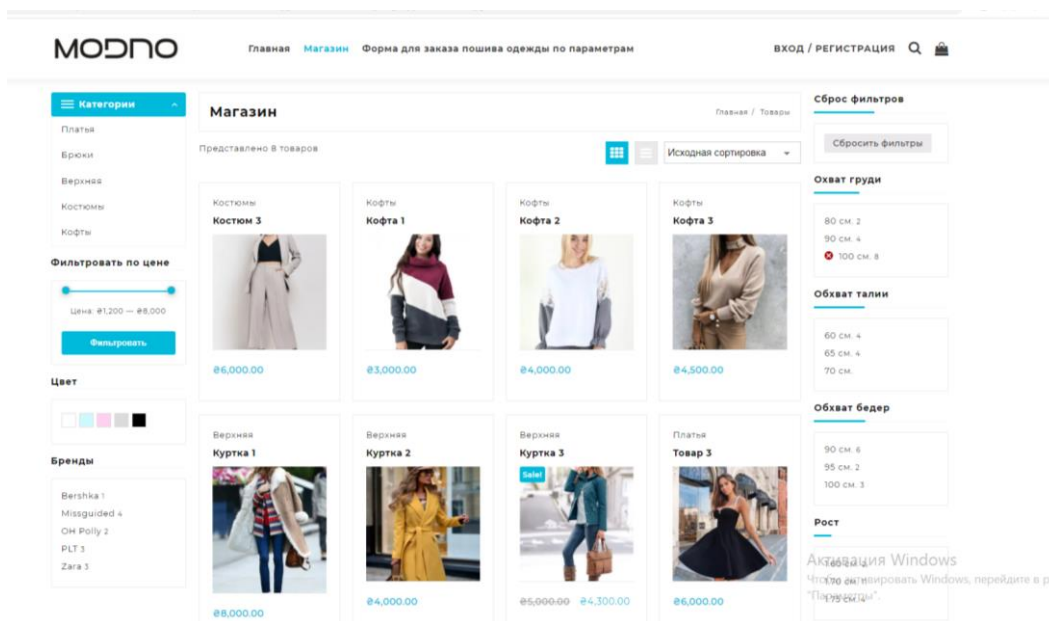 MODNO
Главная Магазин Форма для заказа пошива одежды по параметрам
ВХОД / РЕГИСТРАЦИЯ
Категории
Платья
Брюки
Верхняя
Костюмы
Кофты
Фильтровать по цене
Цена: ₴1,200 — ₴8,000
Фильтровать
Цвет
Бренды
Bershka 1
Missguided 4
OH Polly 2
PLT 3
Zara 3
Магазин
Главная / Товары
Представлено 8 товаров
Исходная сортировка
Костюмы
Костюм 3
₴6,000.00
Кофты
Кофта 1
₴3,000.00
Кофты
Кофта 2
₴4,000.00
Кофты
Кофта 3
₴4,500.00
Верхняя
Куртка 1
₴8,000.00
Верхняя
Куртка 2
₴4,000.00
Верхняя
Куртка 3
Sale!
₴5,000.00 ₴4,300.00
Платья
Товар 3
₴6,000.00
Сброс фильтров
Сбросить фильтры
Охват груди
80 см. 2
90 см. 4
100 см. 8
Обхват талии
60 см. 4
65 см. 4
70 см.
Обхват бедер
90 см. 6
95 см. 2
100 см. 3
Рост
Активация Windows
Чтобы активировать Windows, перейдите в р
"Параметры".